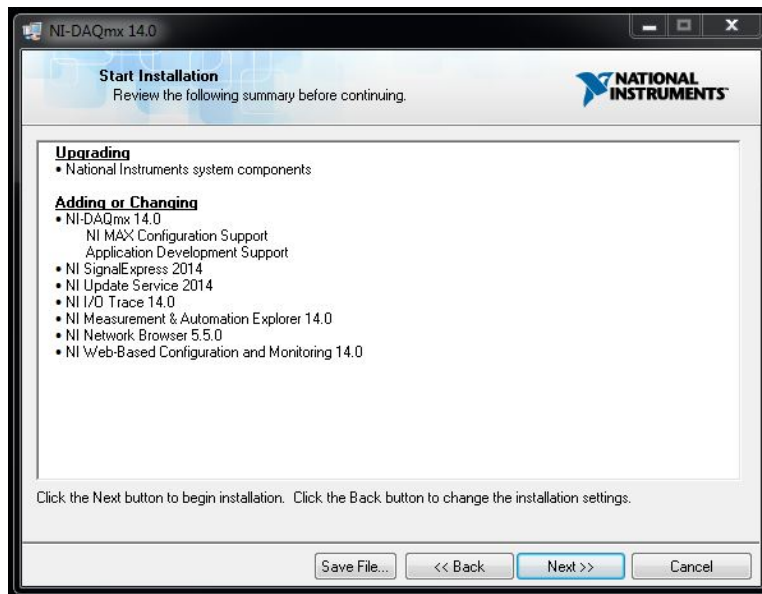 NI-DAQmx 14.0
Start Installation
Review the following summary before continuing.
NATIONAL
INSTRUMENTS
Upgrading
• National Instruments system components
Adding or Changing
• NI-DAQmx 14.0
NI MAX Configuration Support
Application Development Support
• NI SignalExpress 2014
• NI Update Service 2014
• NI I/O Trace 14.0
• NI Measurement & Automation Explorer 14.0
• NI Network Browser 5.5.0
• NI Web-Based Configuration and Monitoring 14.0
Click the Next button to begin installation.  Click the Back button to change the installation settings.
Save File... << Back Next >> Cancel